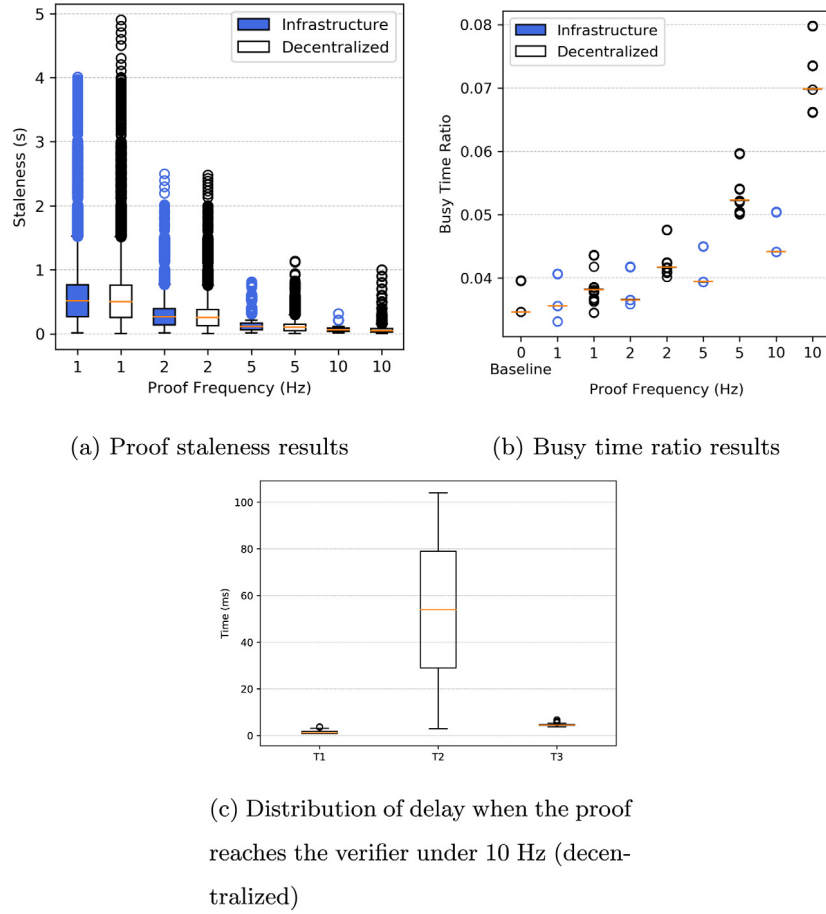 5
4
3
2
1
0
Staleness (s)
Infrastructure
Decentralized
1 1 2 2 5 5 10 10
Proof Frequency (Hz)
(a) Proof staleness results
0.08
0.07
0.06
0.05
0.04
Busy Time Ratio
Infrastructure
Decentralized
0 1 1 2 2 5 5 10 10
Baseline
Proof Frequency (Hz)
(b) Busy time ratio results
100
80
60
40
20
0
Time (ms)
T1 T2 T3
(c) Distribution of delay when the proof
reaches the verifier under 10 Hz (decen-
tralized)